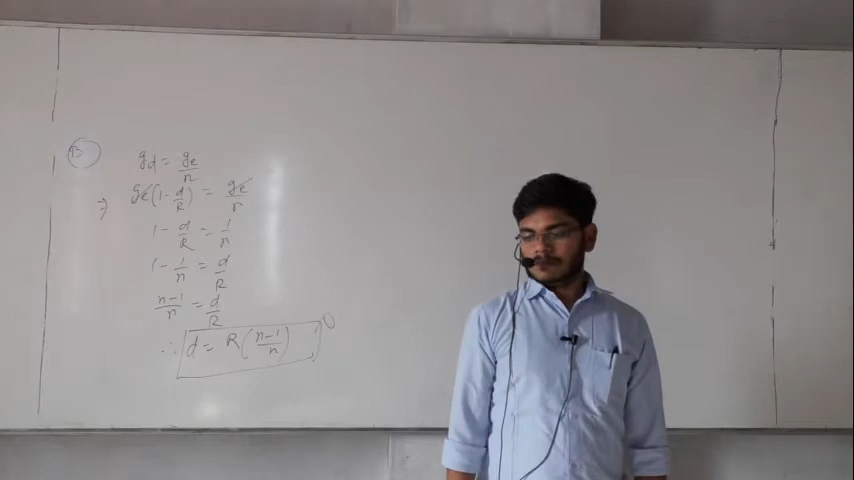 gd = ge/n
⇒ ge(1 - d/R) = ge/n
1 - d/R = 1/n
1 - 1/n = d/R
n-1/n = d/R
∴ d = R(n-1/n)